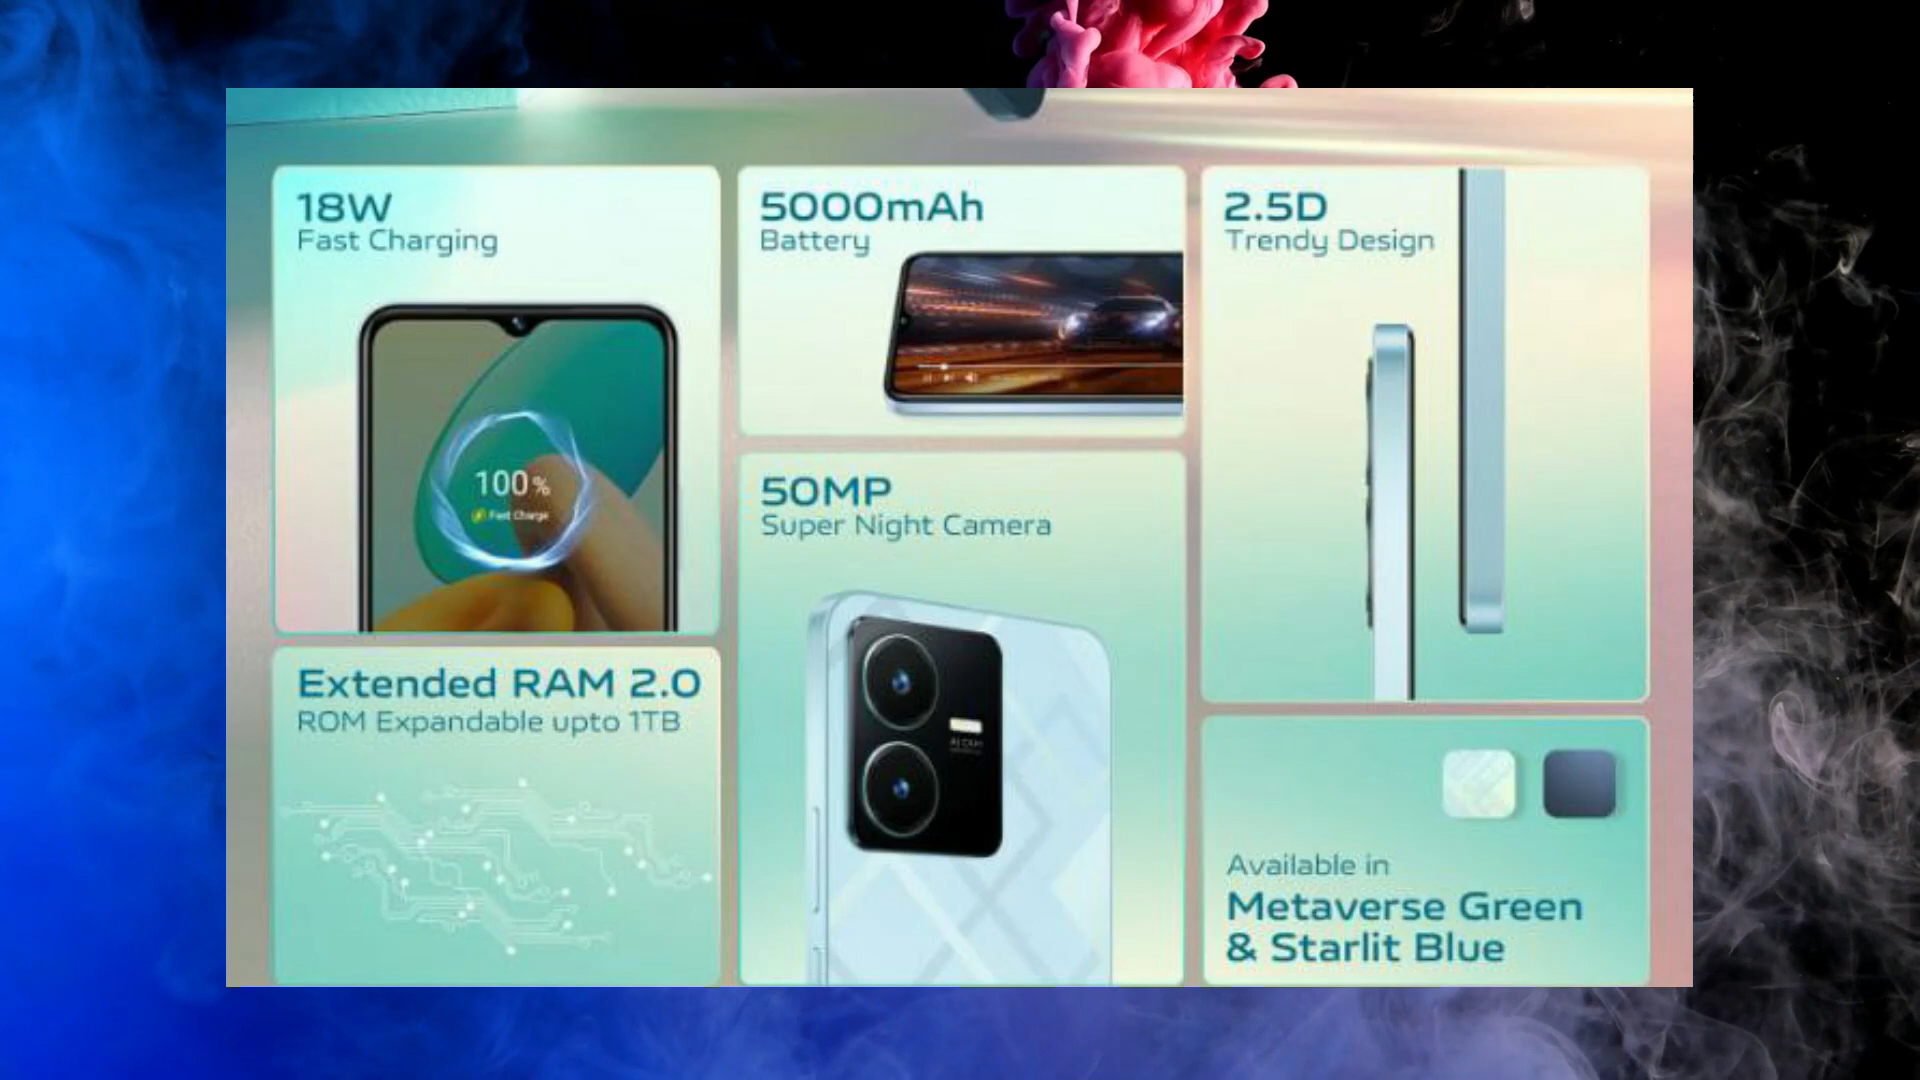 18W
Fast Charging
100%
Fast Charge
5000mAh
Battery
2.5D
Trendy Design
50MP
Super Night Camera
Extended RAM 2.0
ROM Expandable upto 1TB
Available in
Metaverse Green
& Starlit Blue